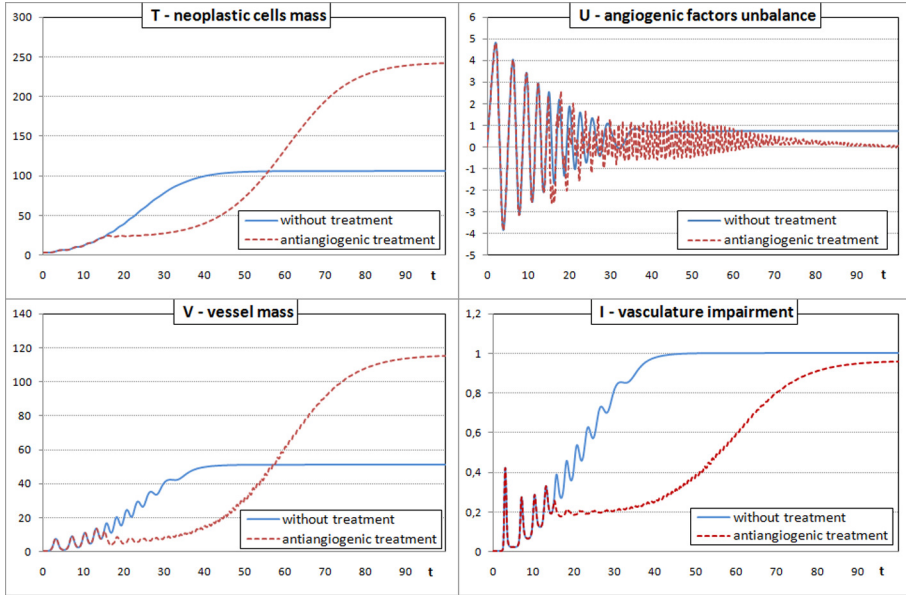 T - neoplastic cells mass
300
250
200
150
100
50
0
without treatment
antiangiogenic treatment
0 10 20 30 40 50 60 70 80 90 t
U - angiogenic factors unbalance
6
5
4
3
2
1
0
-1
-2
-3
-4
-5
without treatment
antiangiogenic treatment
0 10 20 30 40 50 60 70 80 90 t
V - vessel mass
140
120
100
80
60
40
20
0
without treatment
antiangiogenic treatment
0 10 20 30 40 50 60 70 80 90 t
I - vasculature impairment
1,2
1
0,8
0,6
0,4
0,2
0
without treatment
antiangiogenic treatment
0 10 20 30 40 50 60 70 80 90 t